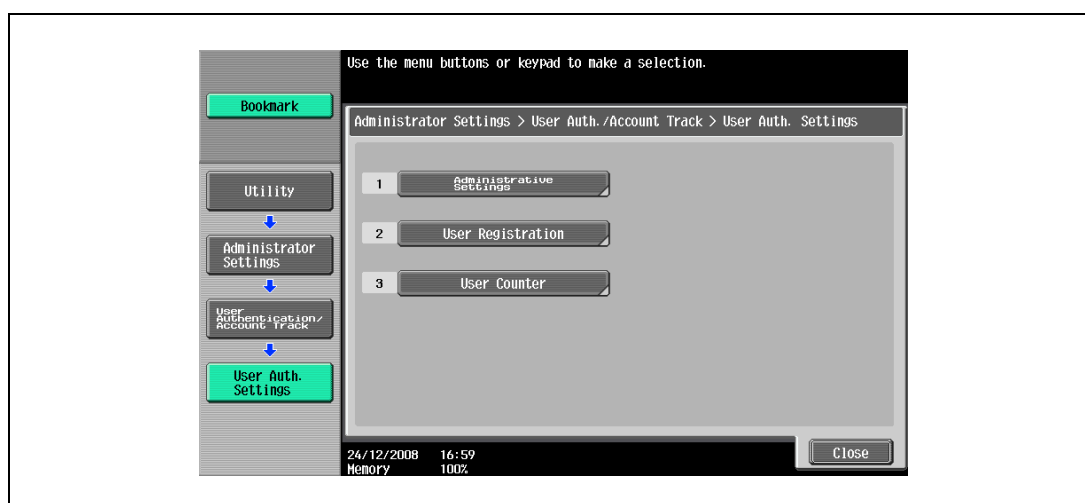 Use the menu buttons or keypad to make a selection.
Bookmark
Administrator Settings > User Auth./Account Track > User Auth. Settings
Utility
Administrator
Settings
User
Authentication/
Account Track
User Auth.
Settings
1 Administrative
Settings
2 User Registration
3 User Counter
24/12/2008 16:59
Memory 100%
Close